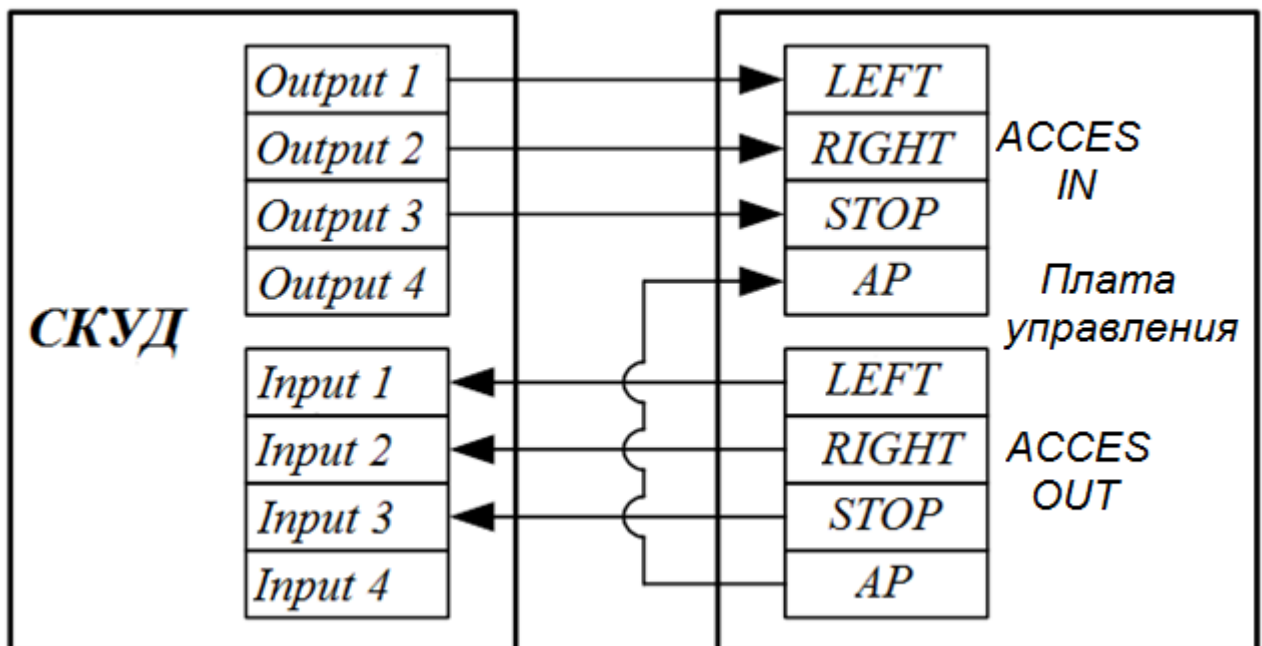 СКУД
Output 1
Output 2
Output 3
Output 4
Input 1
Input 2
Input 3
Input 4
LEFT
RIGHT
STOP
AP
ACCES
IN
Плата
управления
LEFT
RIGHT
STOP
AP
ACCES
OUT